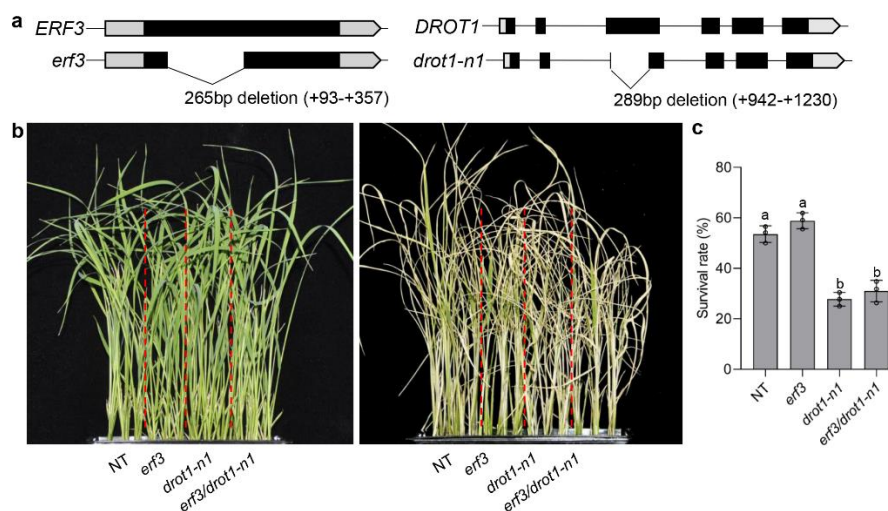 a
ERF3
erf3
265bp deletion (+93-+357)
DROT1
drot1-n1
289bp deletion (+942-+1230)
b
NT erf3 drot1-n1 erf3/drot1-n1
NT erf3 drot1-n1 erf3/drot1-n1
c
Survival rate (%)
80
60
40
20
0
a a b b
NT erf3 drot1-n1 erf3/drot1-n1